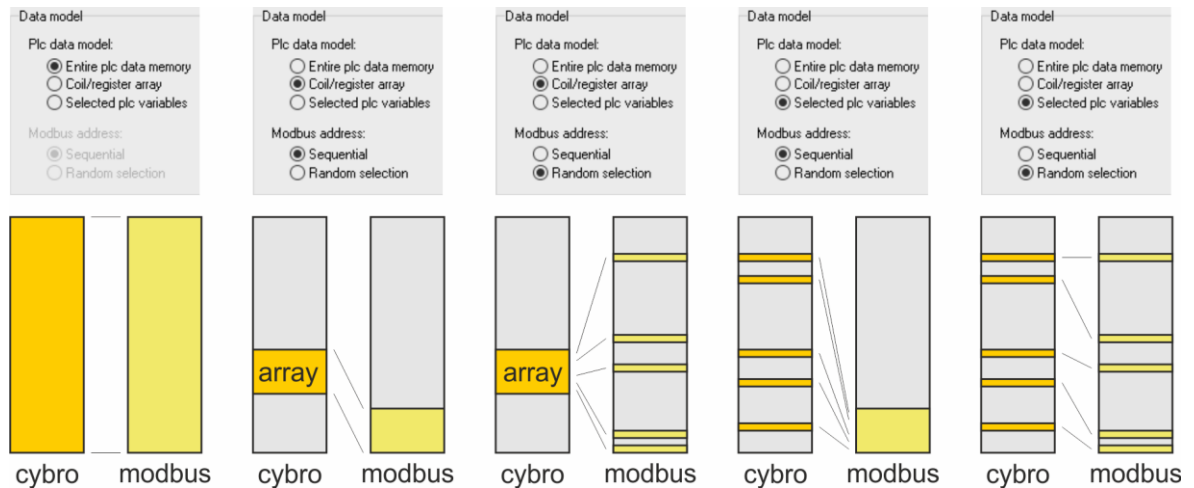 Data model
Plc data model:
Entire plc data memory
Coil/register array
Selected plc variables
Modbus address:
Sequential
Random selection
Data model
Plc data model:
Entire plc data memory
Coil/register array
Selected plc variables
Modbus address:
Sequential
Random selection
Data model
Plc data model:
Entire plc data memory
Coil/register array
Selected plc variables
Modbus address:
Sequential
Random selection
Data model
Plc data model:
Entire plc data memory
Coil/register array
Selected plc variables
Modbus address:
Sequential
Random selection
Data model
Plc data model:
Entire plc data memory
Coil/register array
Selected plc variables
Modbus address:
Sequential
Random selection
cybro modbus
array
cybro modbus
array
cybro modbus
cybro modbus
cybro modbus